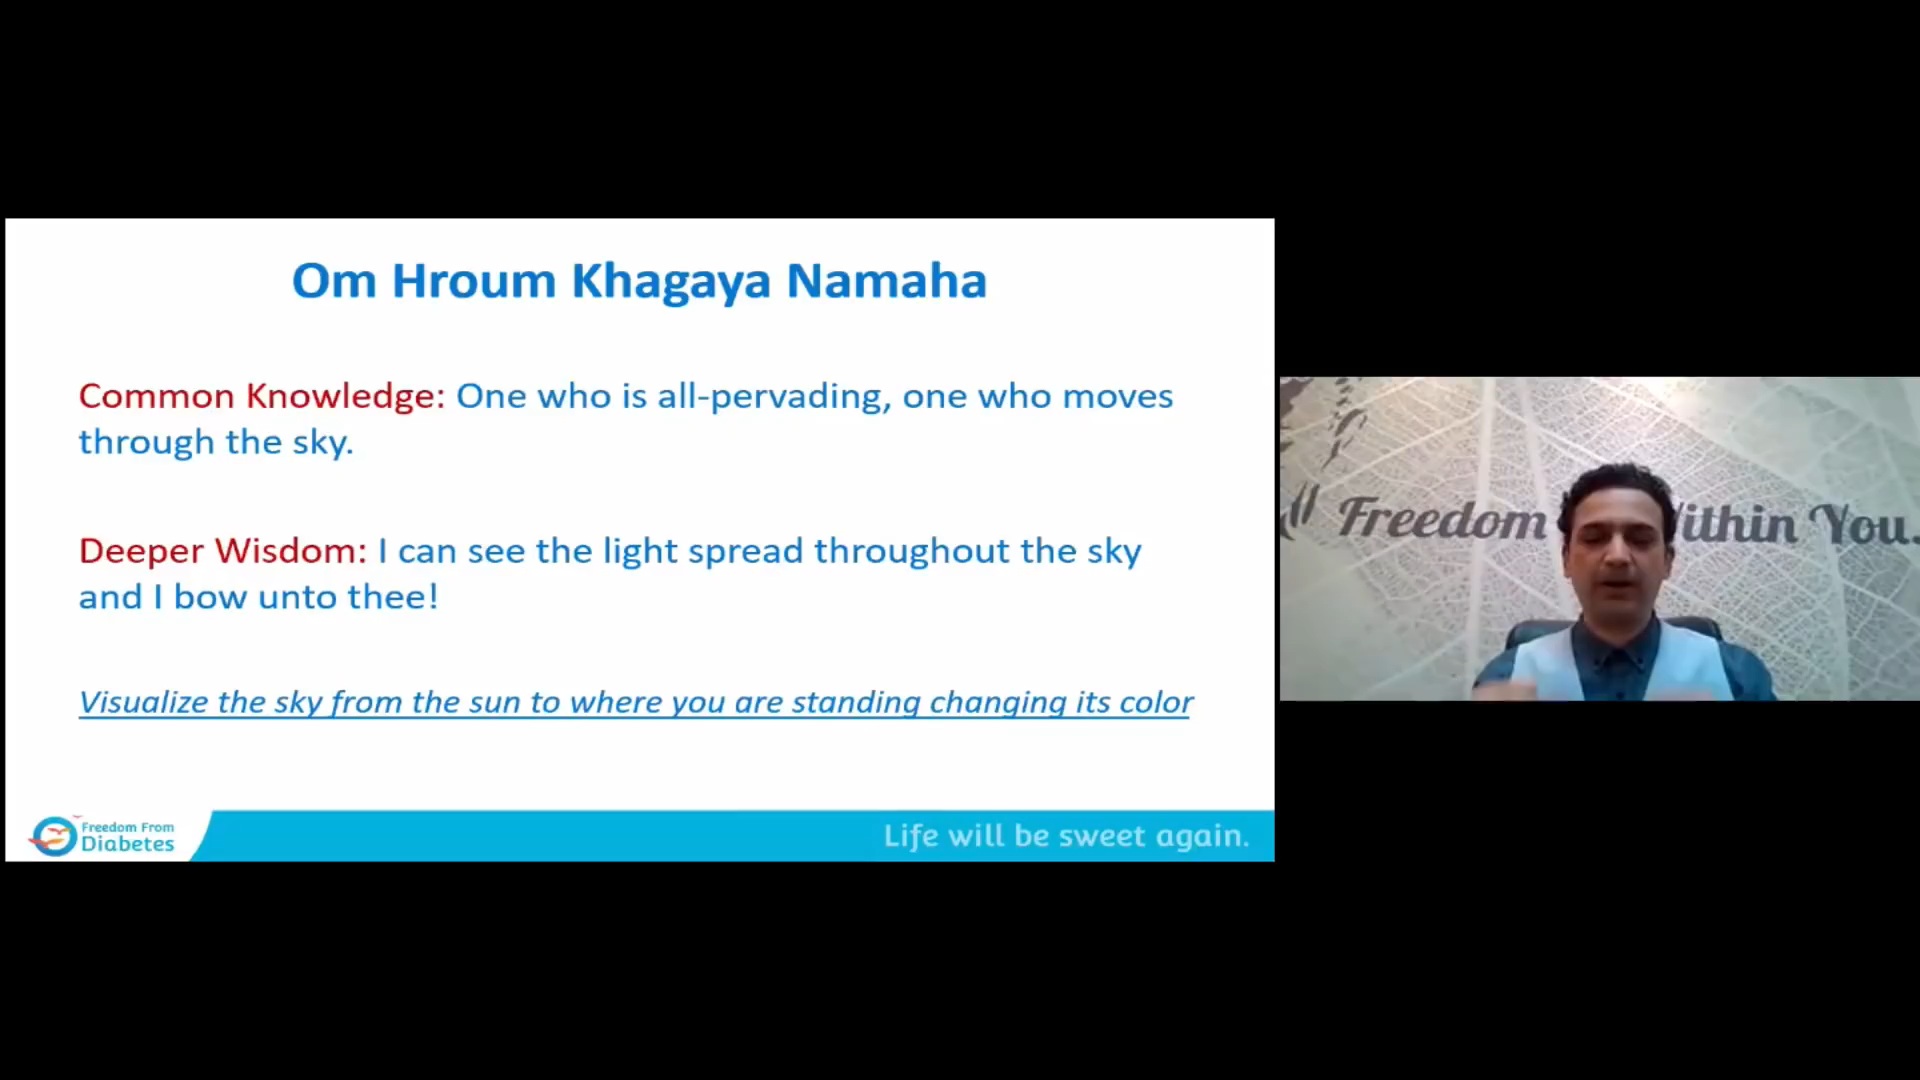 Om Hroum Khagaya Namaha
Common Knowledge: One who is all-pervading, one who moves
through the sky.
Deeper Wisdom: I can see the light spread throughout the sky
and I bow unto thee!
Visualize the sky from the sun to where you are standing changing its color
Freedom From
Diabetes
Life will be sweet again.
Freedom ithin You.